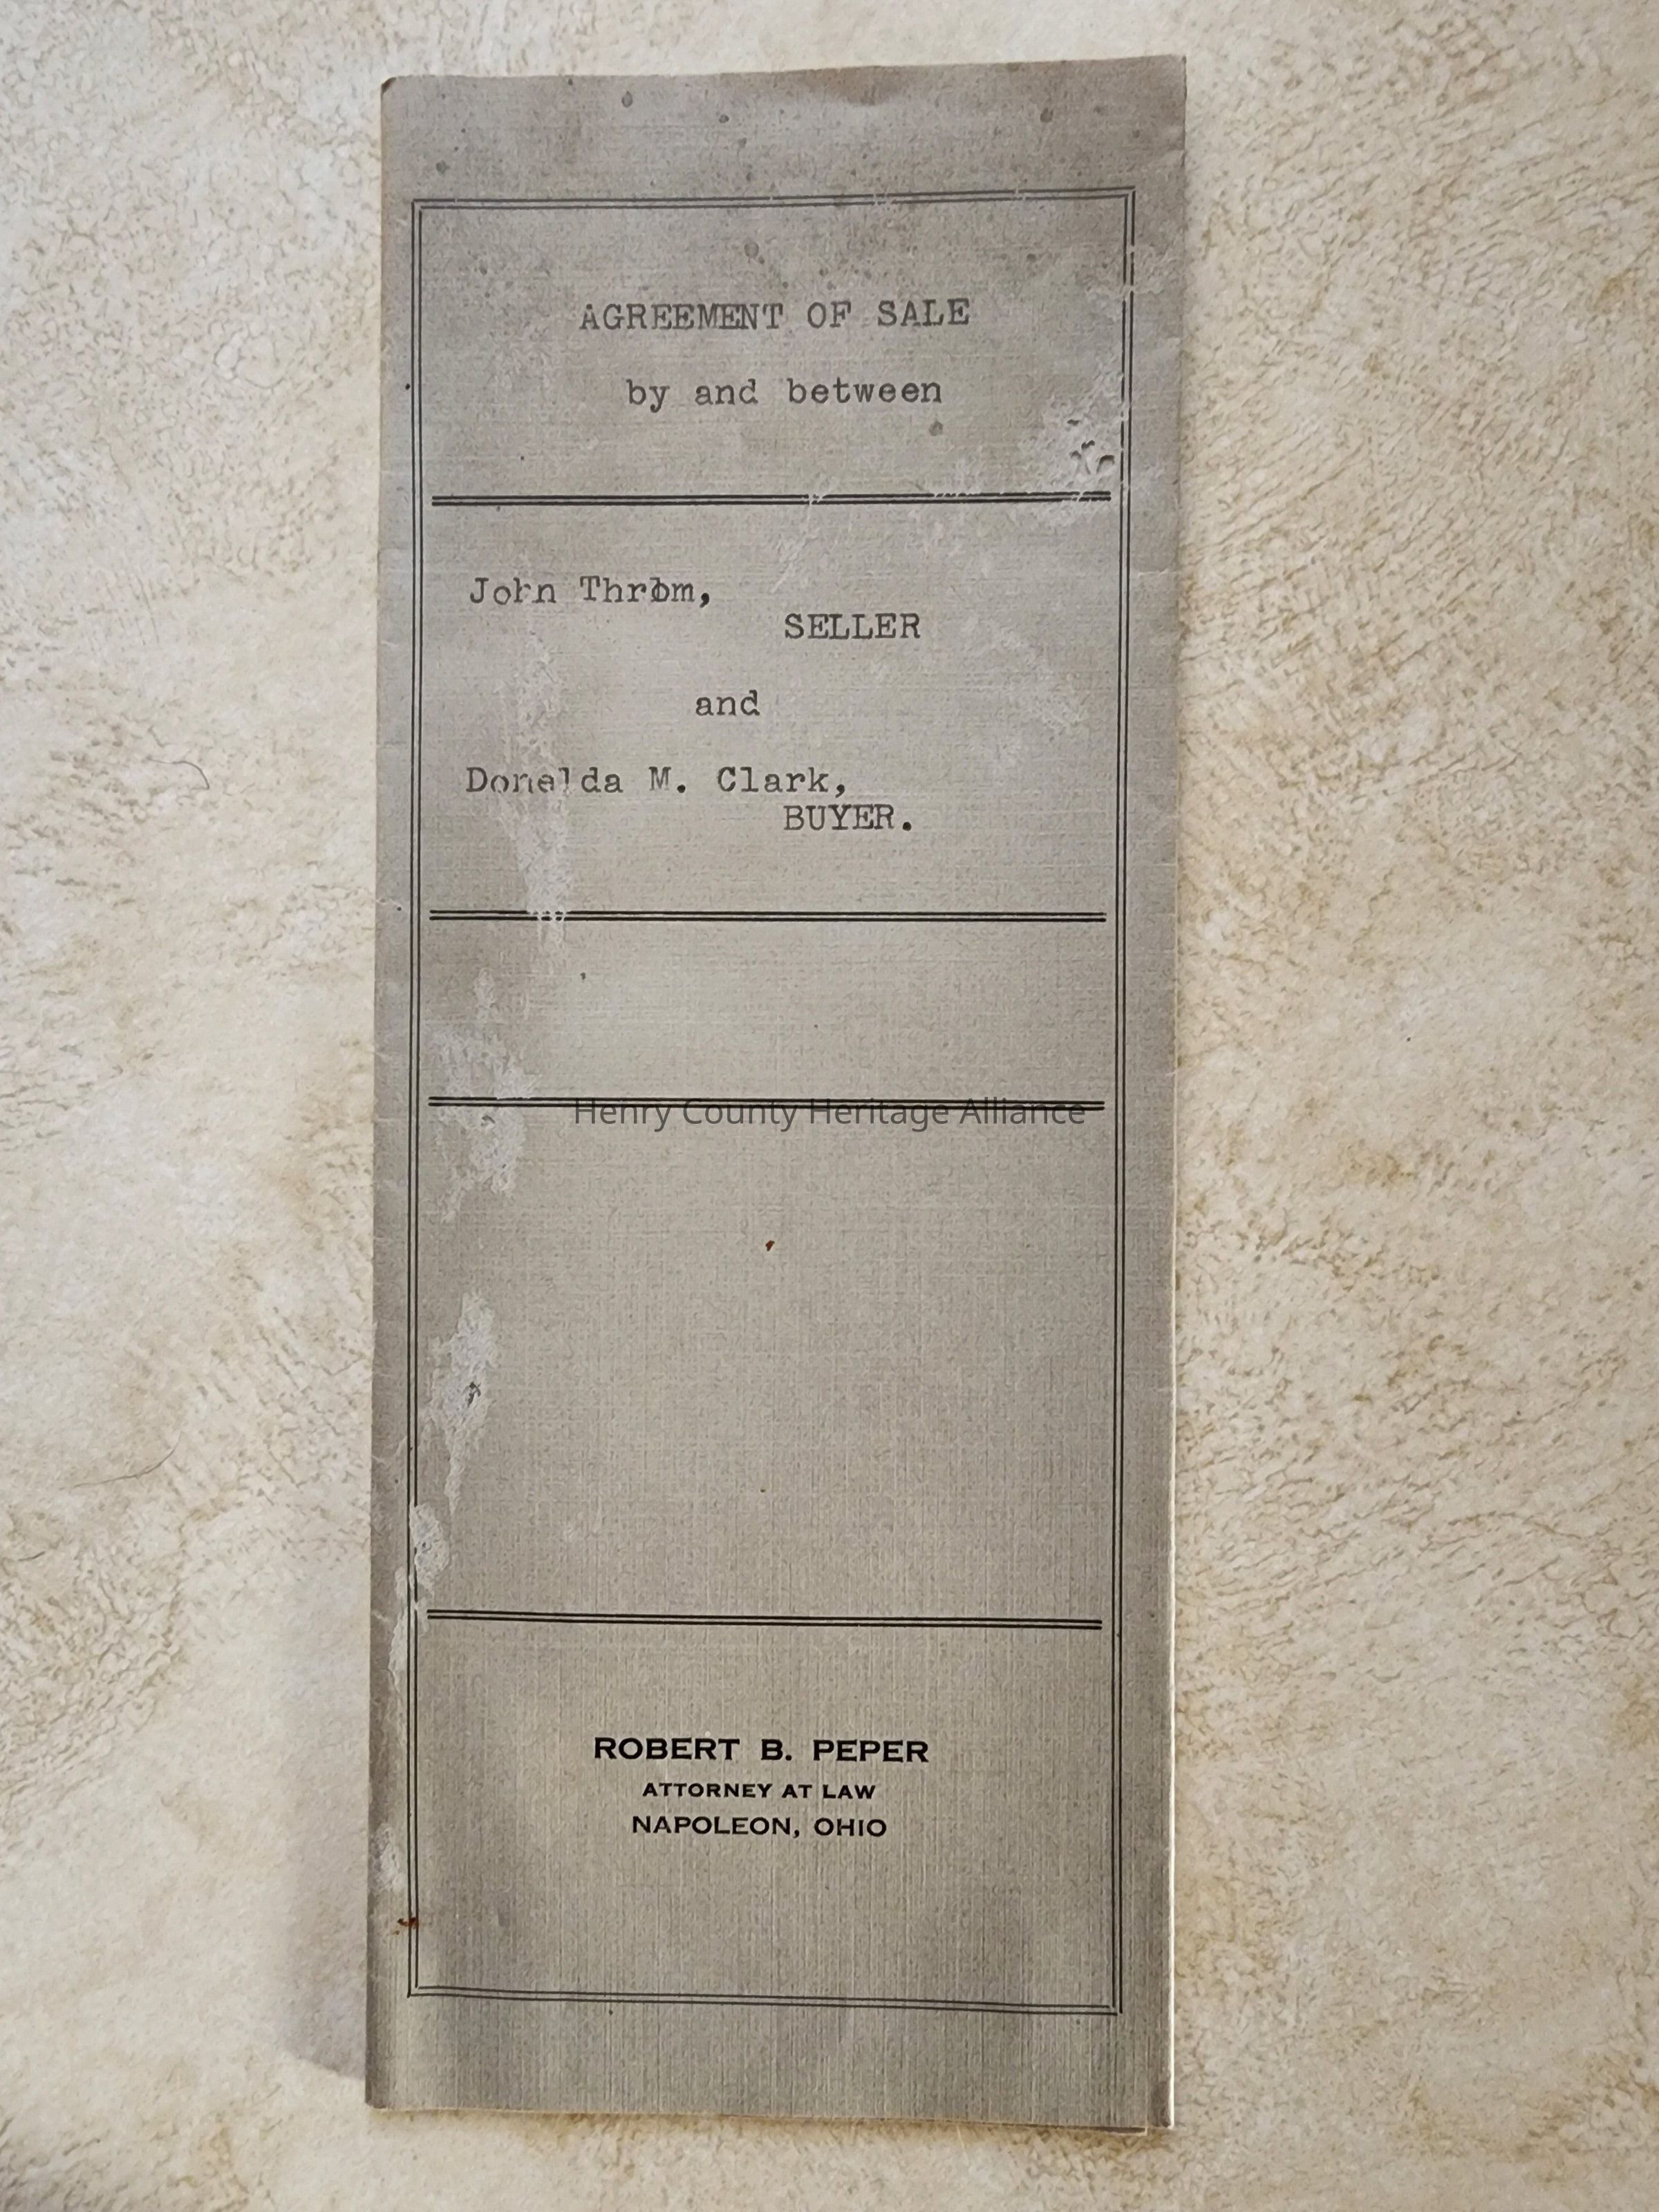 AGREEMENT OF SALE
by and between
John Throm,
SELLER
and
Donelda M. Clark,
BUYER.
Henry County Heritage Alliance
ROBERT B. PEPER
ATTORNEY AT LAW
NAPOLEON, OHIO